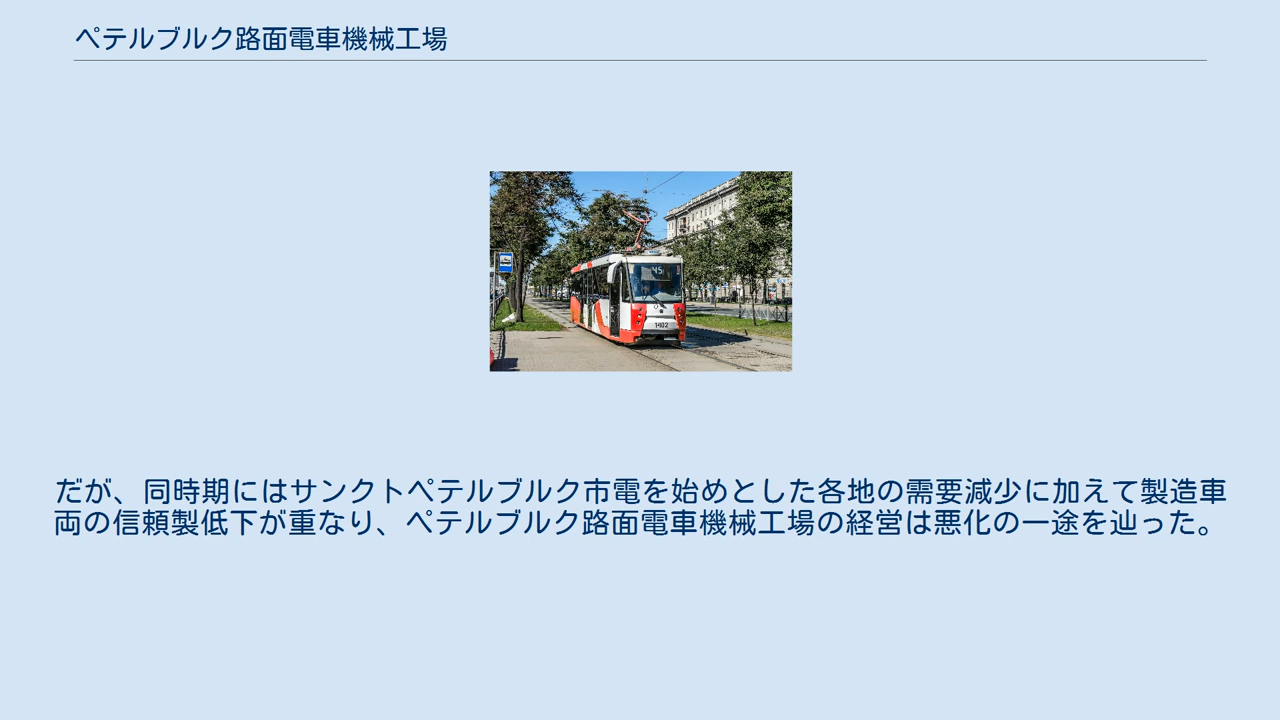 ペテルブルク路面電車機械工場
45
1402
だが、同時期にはサンクトペテルブルク市電を始めとした各地の需要減少に加えて製造車
両の信頼製低下が重なり、ペテルブルク路面電車機械工場の経営は悪化の一途を辿った。